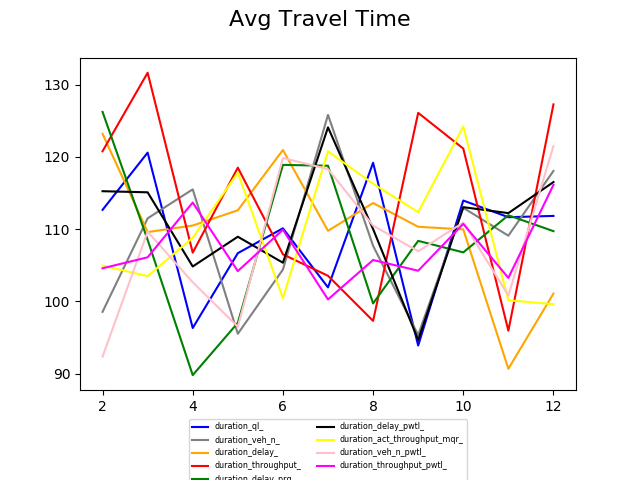 Avg Travel Time
130
120
110
100
90
2 4 6 8 10 12
duration_ql_
duration_veh_n_
duration_delay_
duration_throughput_
duration_delay_prq_
duration_delay_pwtl_
duration_act_throughput_mqr_
duration_veh_n_pwtl_
duration_throughput_pwtl_